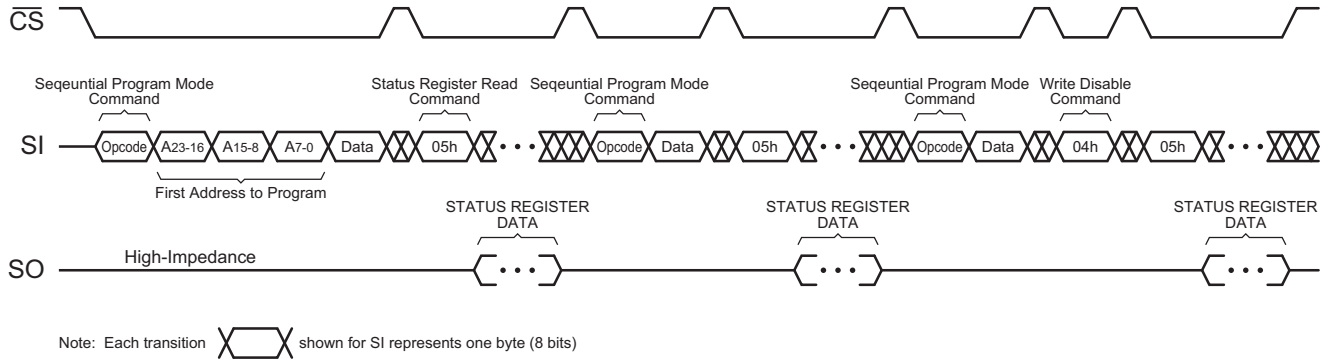 CS
Seqeuntial Program Mode
Command
Status Register Read
Command
Seqeuntial Program Mode
Command
Seqeuntial Program Mode
Command
Write Disable
Command
SI
Opcode
A23-16
A15-8
A7-0
Data
05h
Opcode
Data
05h
Opcode
Data
04h
05h
First Address to Program
STATUS REGISTER
DATA
STATUS REGISTER
DATA
STATUS REGISTER
DATA
SO
High-Impedance
Note: Each transition shown for SI represents one byte (8 bits)